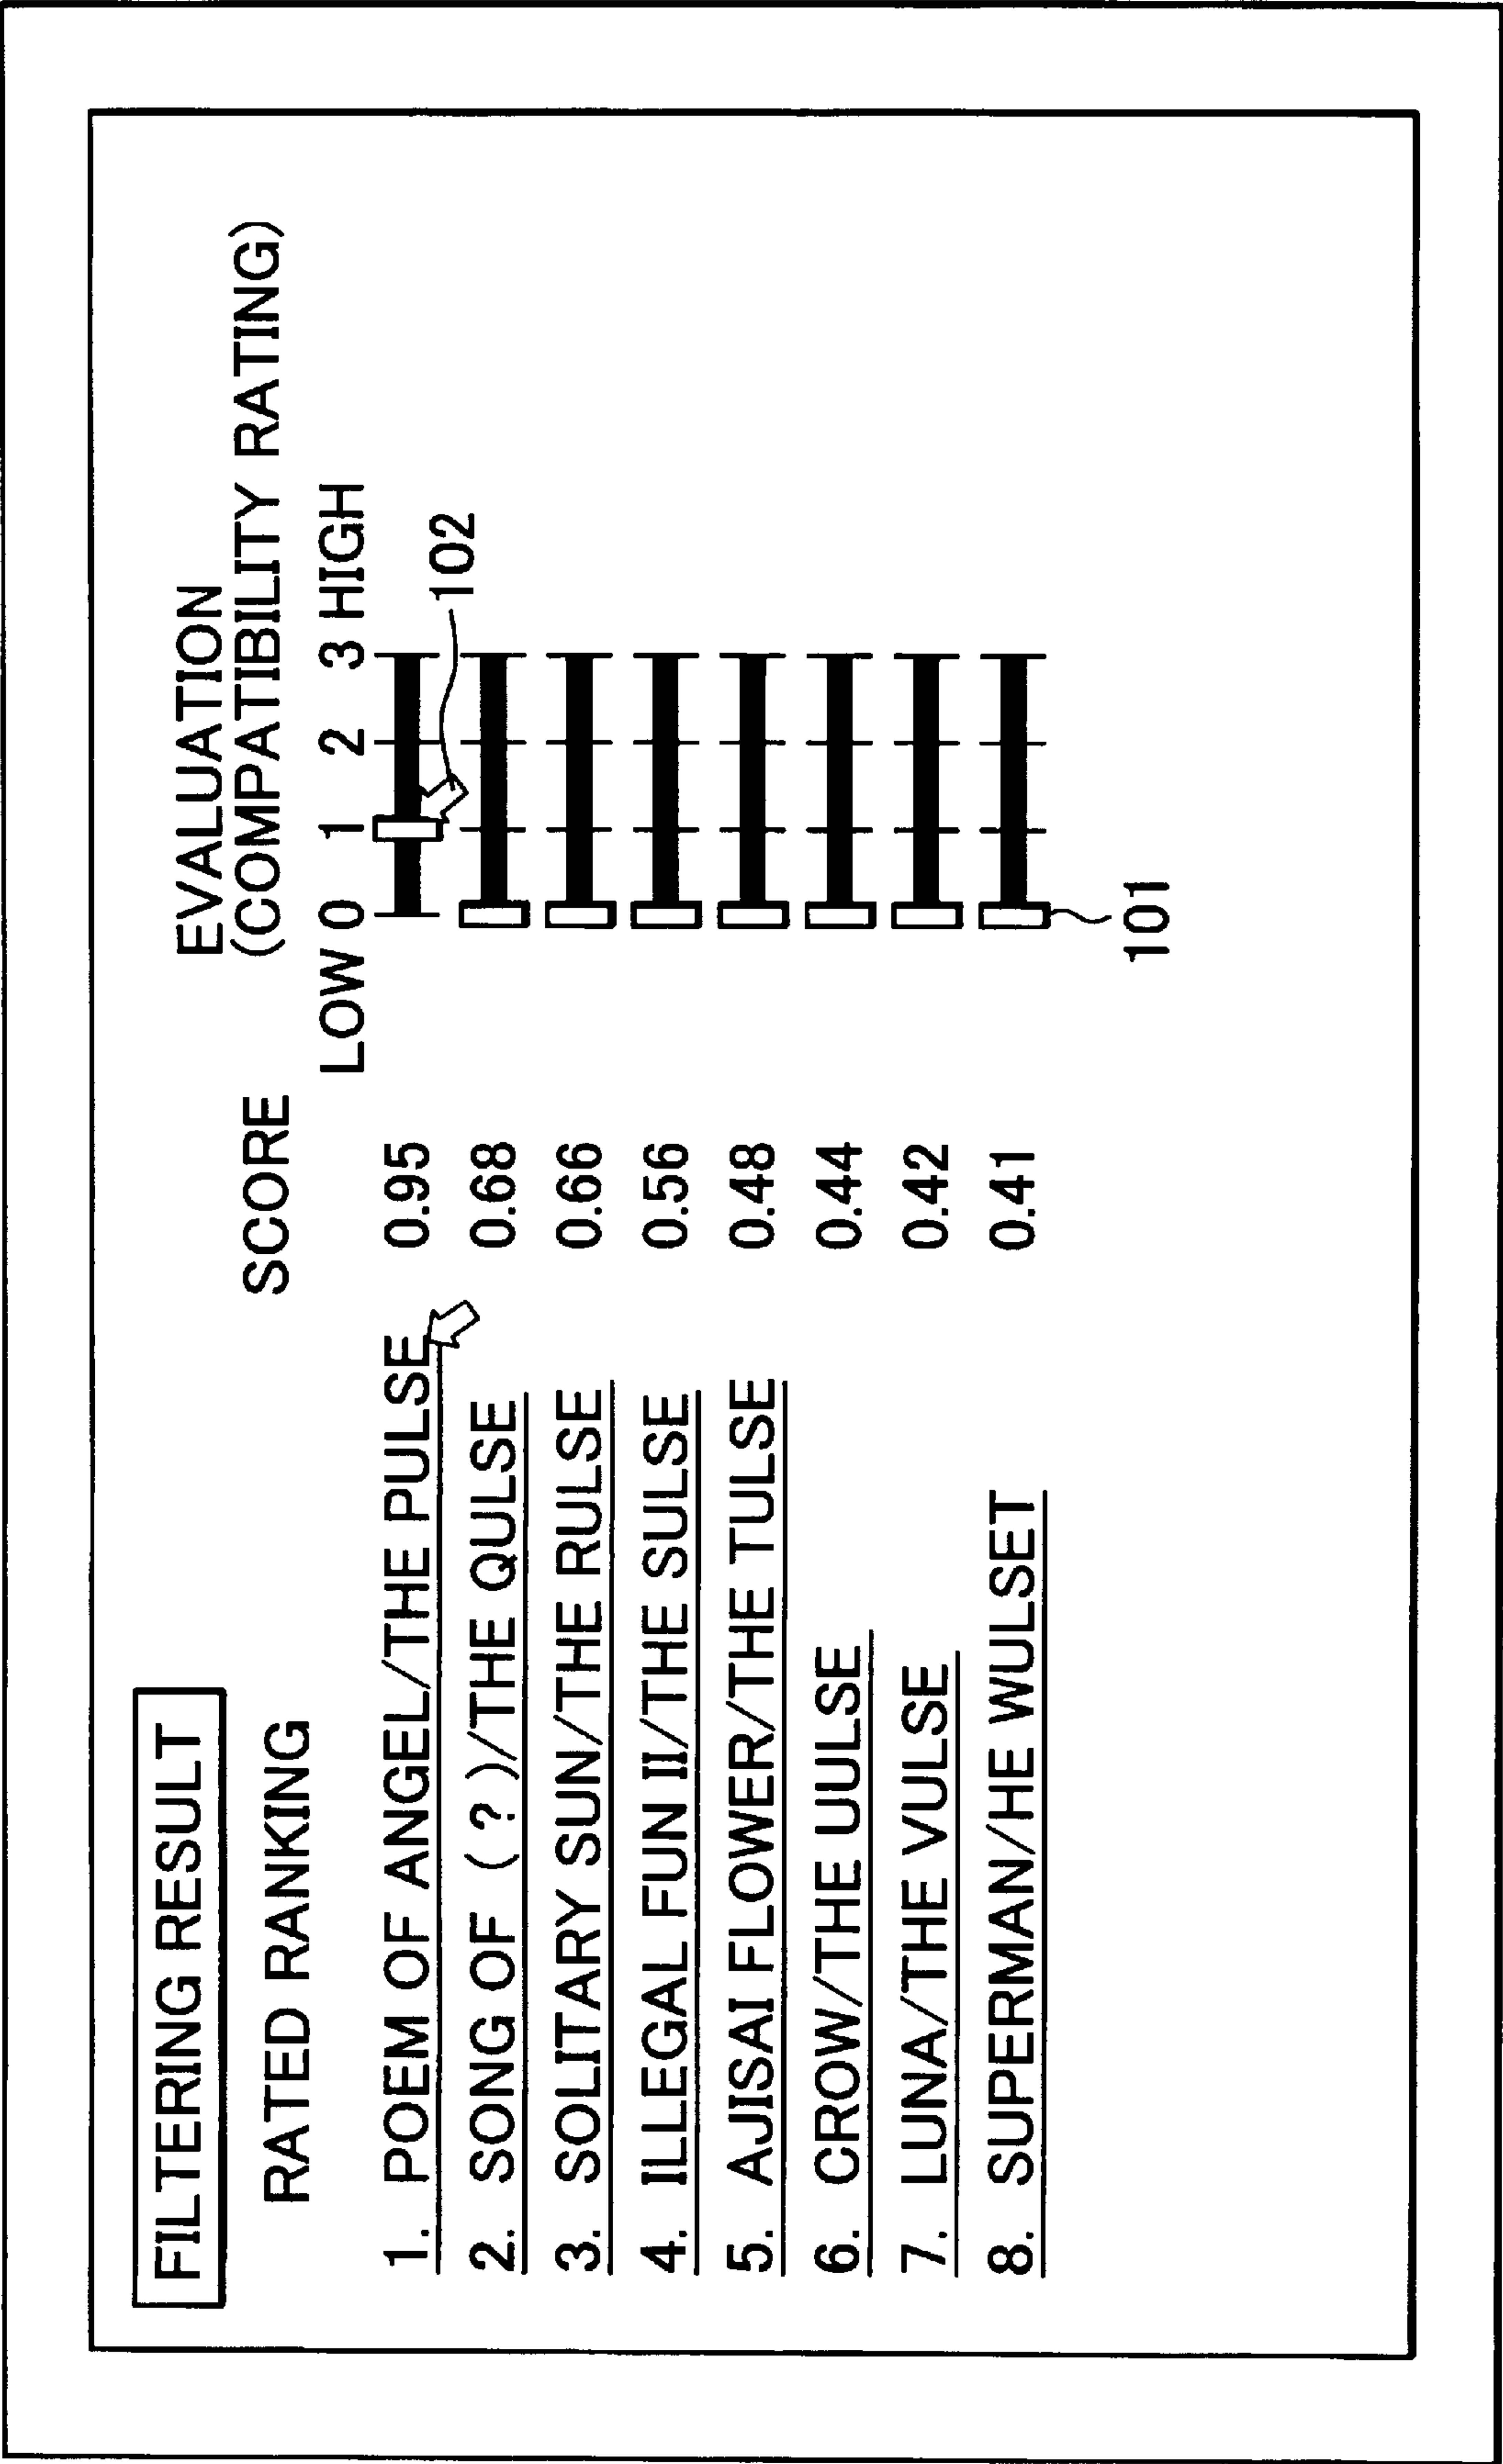 FILTERING RESULT
EVALUATION
RATED RANKING SCORE (COMPATIBILITY RATING)
LOW 0 1 2 3 HIGH
1. POEM OF ANGEL/THE PULSE 0.95
102
2. SONG OF (?)/THE QULSE 0.68
3. SOLITARY SUN/THE RULSE 0.66
4. ILLEGAL FUN II/THE SULSE 0.56
5. AJISAI FLOWER/THE TULSE 0.48
6. CROW/THE UULSE 0.44
7. LUNA/THE VULSE 0.42
8. SUPERMAN/HE WULSET 0.41
101